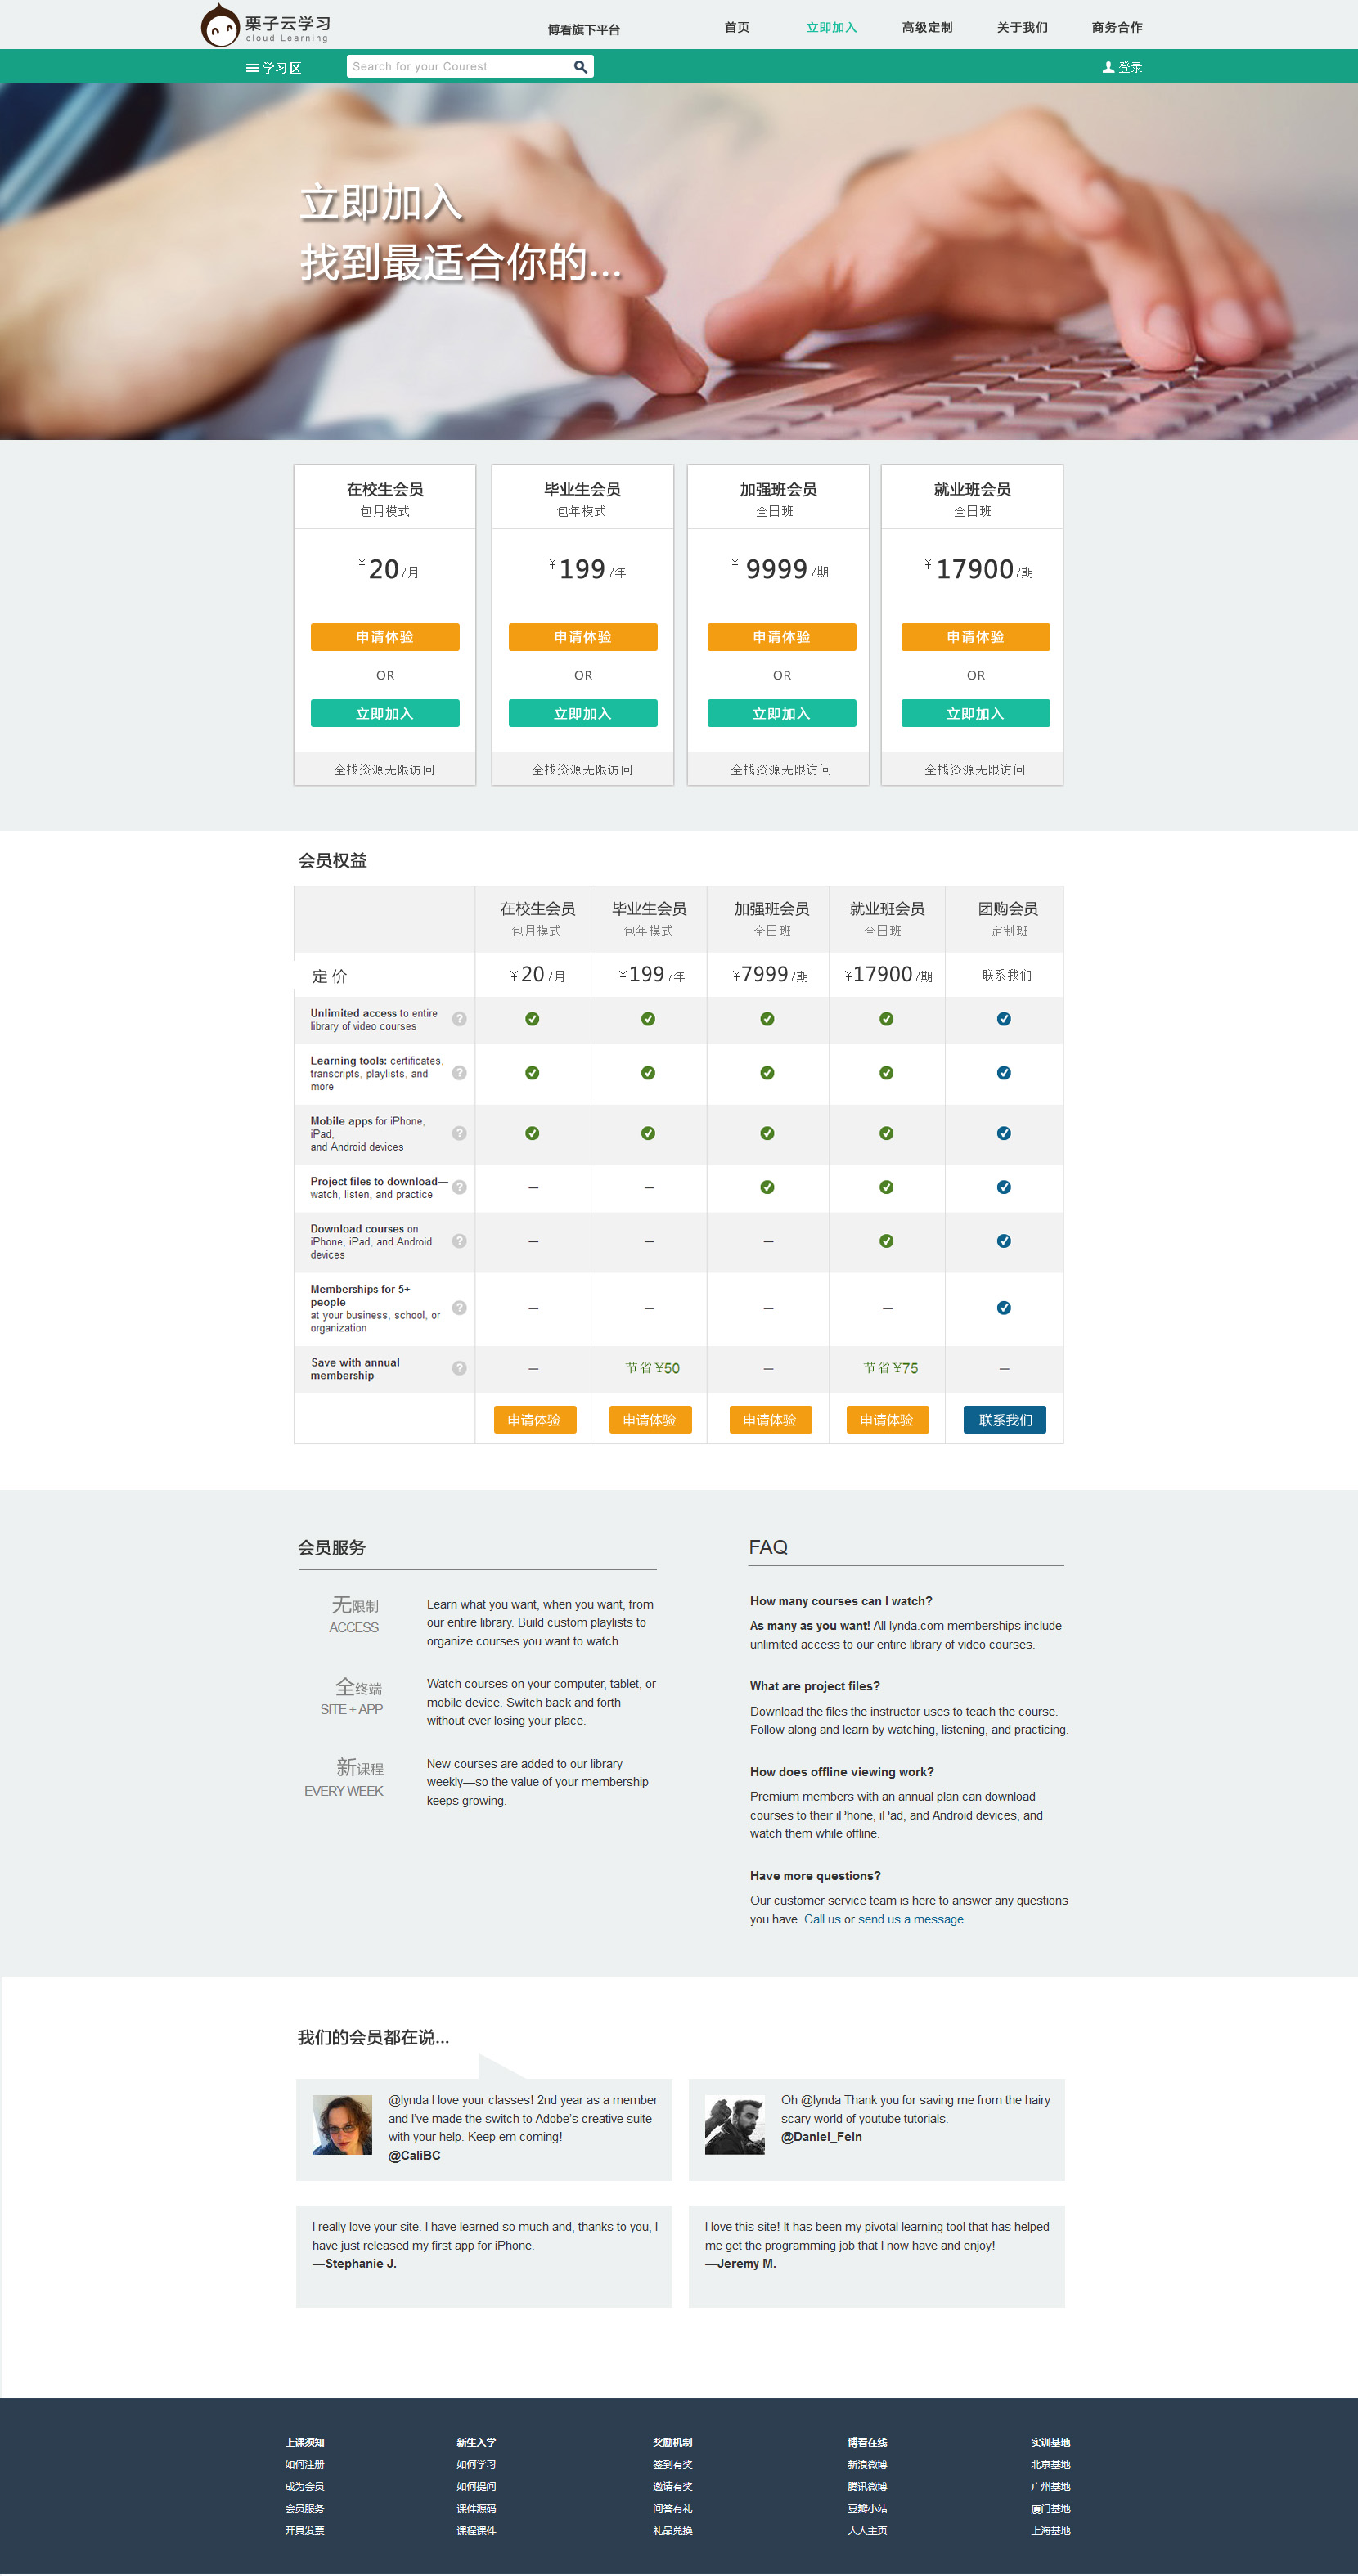 栗子云学习
cloud Learning
博看旗下平台
首页
立即加入
高级定制
关于我们
商务合作
学习区
Search for your Courest
登录
立即加入
找到最适合你的...
在校生会员
包月模式
¥20/月
申请体验
OR
立即加入
全栈资源无限访问
毕业生会员
包年模式
¥199/年
申请体验
OR
立即加入
全栈资源无限访问
加强班会员
全日班
¥9999/期
申请体验
OR
立即加入
全栈资源无限访问
就业班会员
全日班
¥17900/期
申请体验
OR
立即加入
全栈资源无限访问
会员权益
在校生会员 毕业生会员 加强班会员 就业班会员 团购会员
包月模式 包年模式 全日班 全日班 定制班
定价 ¥20/月 ¥199/年 ¥7999/期 ¥17900/期 联系我们
Unlimited access to entire
library of video courses
?
Learning tools: certificates,
transcripts, playlists, and
more
?
Mobile apps for iPhone,
iPad,
and Android devices
?
Project files to download—
watch, listen, and practice
? — —
Download courses on
iPhone, iPad, and Android
devices
? — — —
Memberships for 5+
people
at your business, school, or
organization
? — — — —
Save with annual
membership
? — 节省¥50 — 节省¥75 —
申请体验 申请体验 申请体验 申请体验 联系我们
会员服务
无限制
ACCESS
Learn what you want, when you want, from
our entire library. Build custom playlists to
organize courses you want to watch.
全终端
SITE + APP
Watch courses on your computer, tablet, or
mobile device. Switch back and forth
without ever losing your place.
新课程
EVERY WEEK
New courses are added to our library
weekly—so the value of your membership
keeps growing.
FAQ
How many courses can I watch?
As many as you want! All lynda.com memberships include
unlimited access to our entire library of video courses.
What are project files?
Download the files the instructor uses to teach the course.
Follow along and learn by watching, listening, and practicing.
How does offline viewing work?
Premium members with an annual plan can download
courses to their iPhone, iPad, and Android devices, and
watch them while offline.
Have more questions?
Our customer service team is here to answer any questions
you have. Call us or send us a message.
我们的会员都在说...
@lynda I love your classes! 2nd year as a member
and I've made the switch to Adobe's creative suite
with your help. Keep em coming!
@CaliBC
Oh @lynda Thank you for saving me from the hairy
scary world of youtube tutorials.
@Daniel_Fein
I really love your site. I have learned so much and, thanks to you, I
have just released my first app for iPhone.
—Stephanie J.
I love this site! It has been my pivotal learning tool that has helped
me get the programming job that I now have and enjoy!
—Jeremy M.
上课须知
如何注册
成为会员
会员服务
开具发票
新生入学
如何学习
如何提问
课件源码
课程课件
奖励机制
签到有奖
邀请有奖
问答有礼
礼品兑换
博看在线
新浪微博
腾讯微博
豆瓣小站
人人主页
实训基地
北京基地
广州基地
厦门基地
上海基地